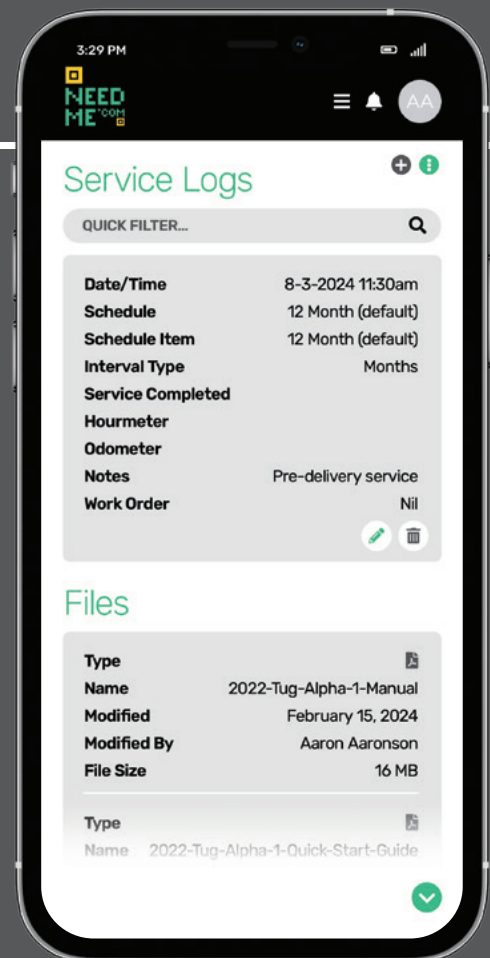 3:29 PM
NEED
ME .COM
AA
Service Logs
QUICK FILTER...
Date/Time 8-3-2024 11:30am
Schedule 12 Month (default)
Schedule Item 12 Month (default)
Interval Type Months
Service Completed
Hourmeter
Odometer
Notes Pre-delivery service
Work Order Nil
Files
Type
Name 2022-Tug-Alpha-1-Manual
Modified February 15, 2024
Modified By Aaron Aaronson
File Size 16 MB
Type
Name 2022-Tug-Alpha-1-Quick-Start-Guide